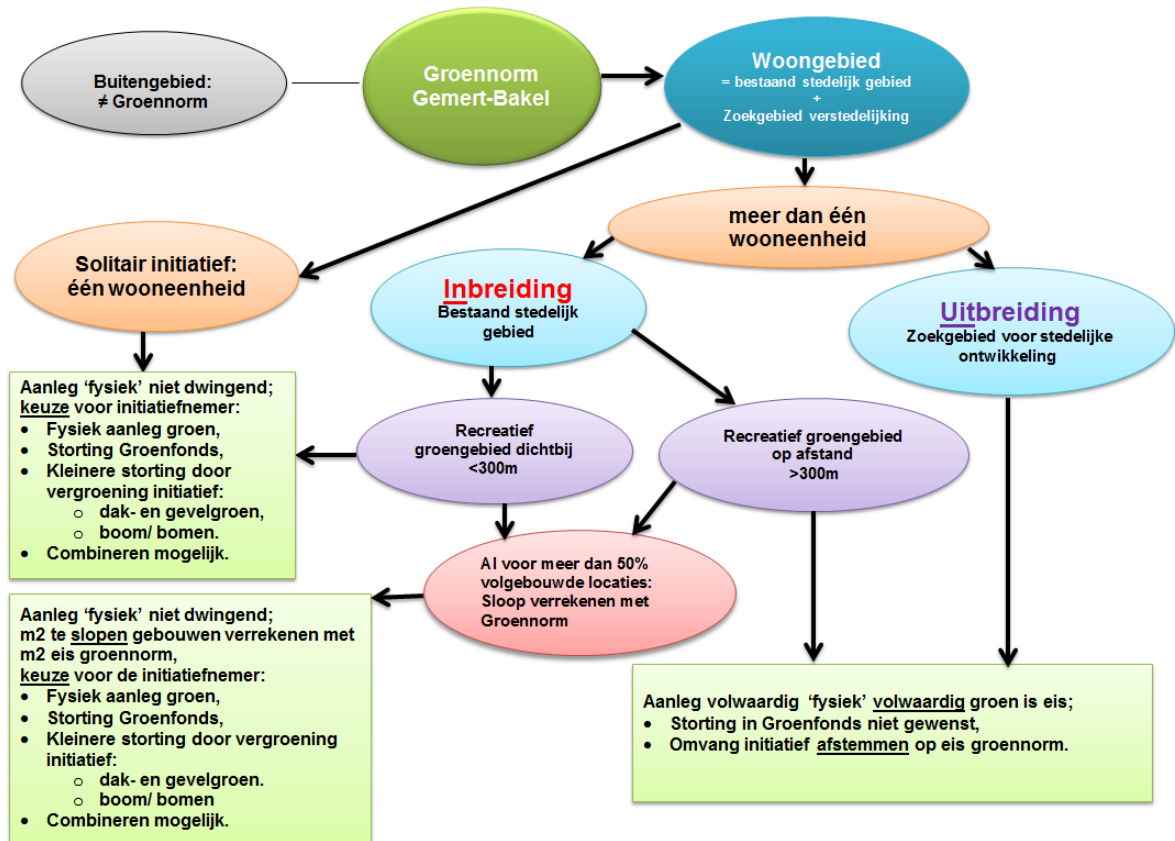 Buitengebied:
≠ Groennorm
Groennorm
Gemert-Bakel
Woongebied
= bestaand stedelijk gebied
+
Zoekgebied verstedelijking
meer dan één
wooneenheid
Solitair initiatief:
één wooneenheid
Inbreiding
Bestaand stedelijk
gebied
Uitbreiding
Zoekgebied voor stedelijke
ontwikkeling
Aanleg ‘fysiek’ niet dwingend;
keuze voor initiatiefnemer:
• Fysiek aanleg groen,
• Storting Groenfonds,
• Kleinere storting door
vergroening initiatief:
o dak- en gevelgroen,
o boom/ bomen.
• Combineren mogelijk.
Recreatief
groengebied dichtbij
<300m
Recreatief groengebied
op afstand
>300m
Al voor meer dan 50%
volgebouwde locaties:
Sloop verrekenen met
Groennorm
Aanleg ‘fysiek’ niet dwingend;
m2 te slopen gebouwen verrekenen met
m2 eis groennorm,
keuze voor de initiatiefnemer:
• Fysiek aanleg groen,
• Storting Groenfonds,
• Kleinere storting door vergroening
initiatief:
o dak- en gevelgroen.
o boom/ bomen
• Combineren mogelijk.
Aanleg volwaardig ‘fysiek’ volwaardig groen is eis;
• Storting in Groenfonds niet gewenst,
• Omvang initiatief afstemmen op eis groennorm.